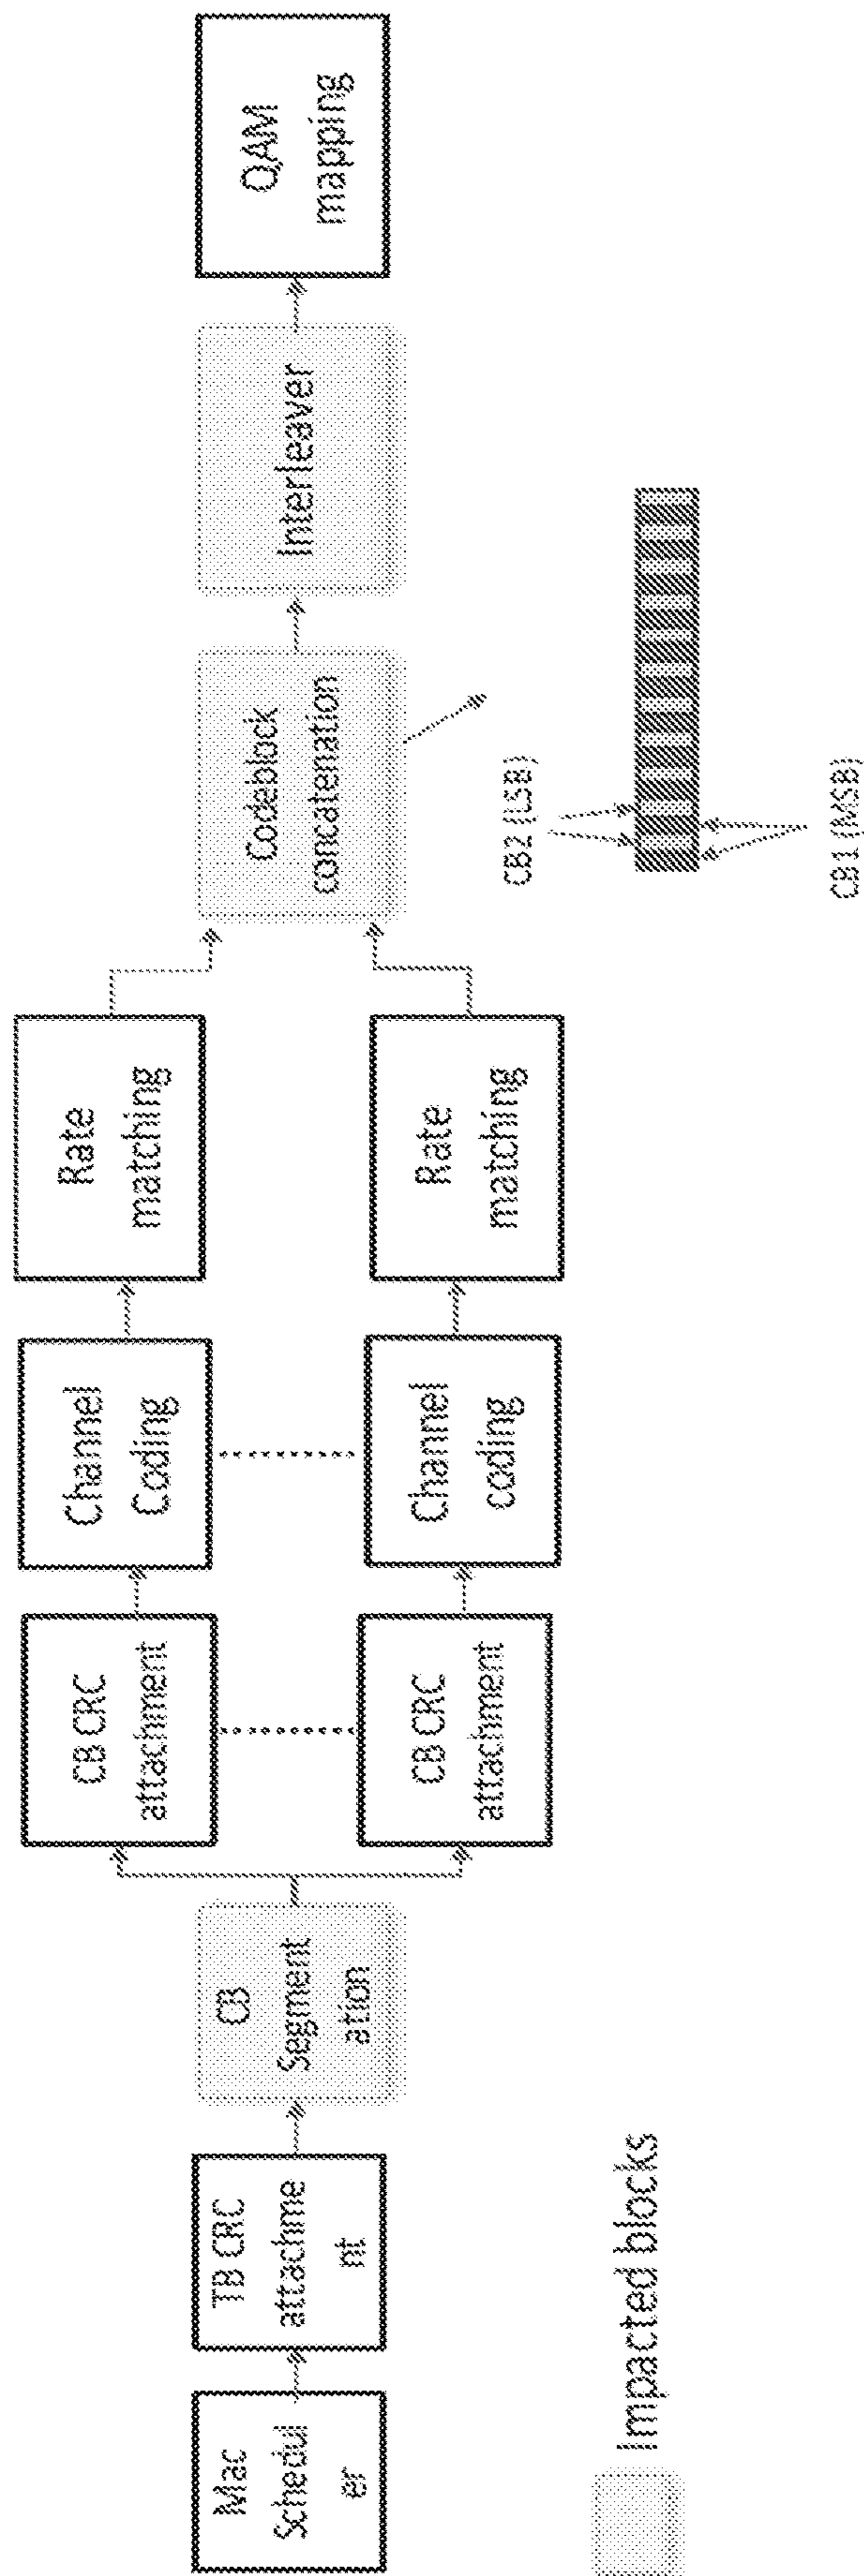 Mac
Schedul
er
TB CRC
attachme
nt
CB
Segment
ation
CB CRC
attachment
Channel
Coding
Rate
matching
CB CRC
attachment
Channel
coding
Rate
matching
Codeblock
concatenation
Interleaver
QAM
mapping
CB2 (LSB)
CB1 (MSB)
Impacted blocks